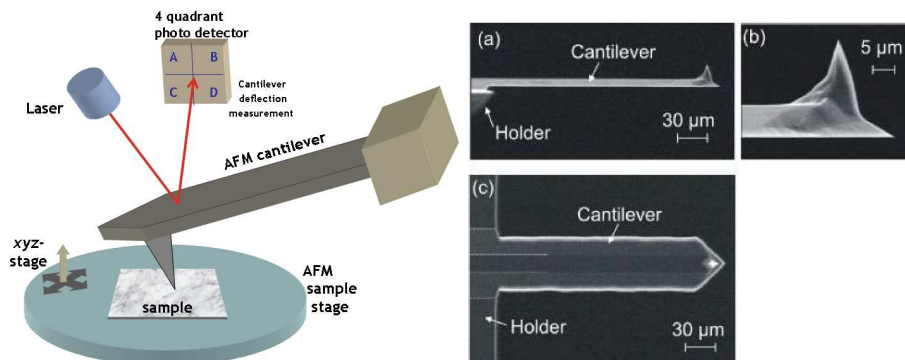 4 quadrant
photo detector
A B
C D
Cantilever
deflection
measurement
Laser
AFM cantilever
xyz-
stage
sample
AFM
sample
stage
(a)
Cantilever
Holder
30 μm
(b)
5 μm
(c)
Cantilever
Holder
30 μm